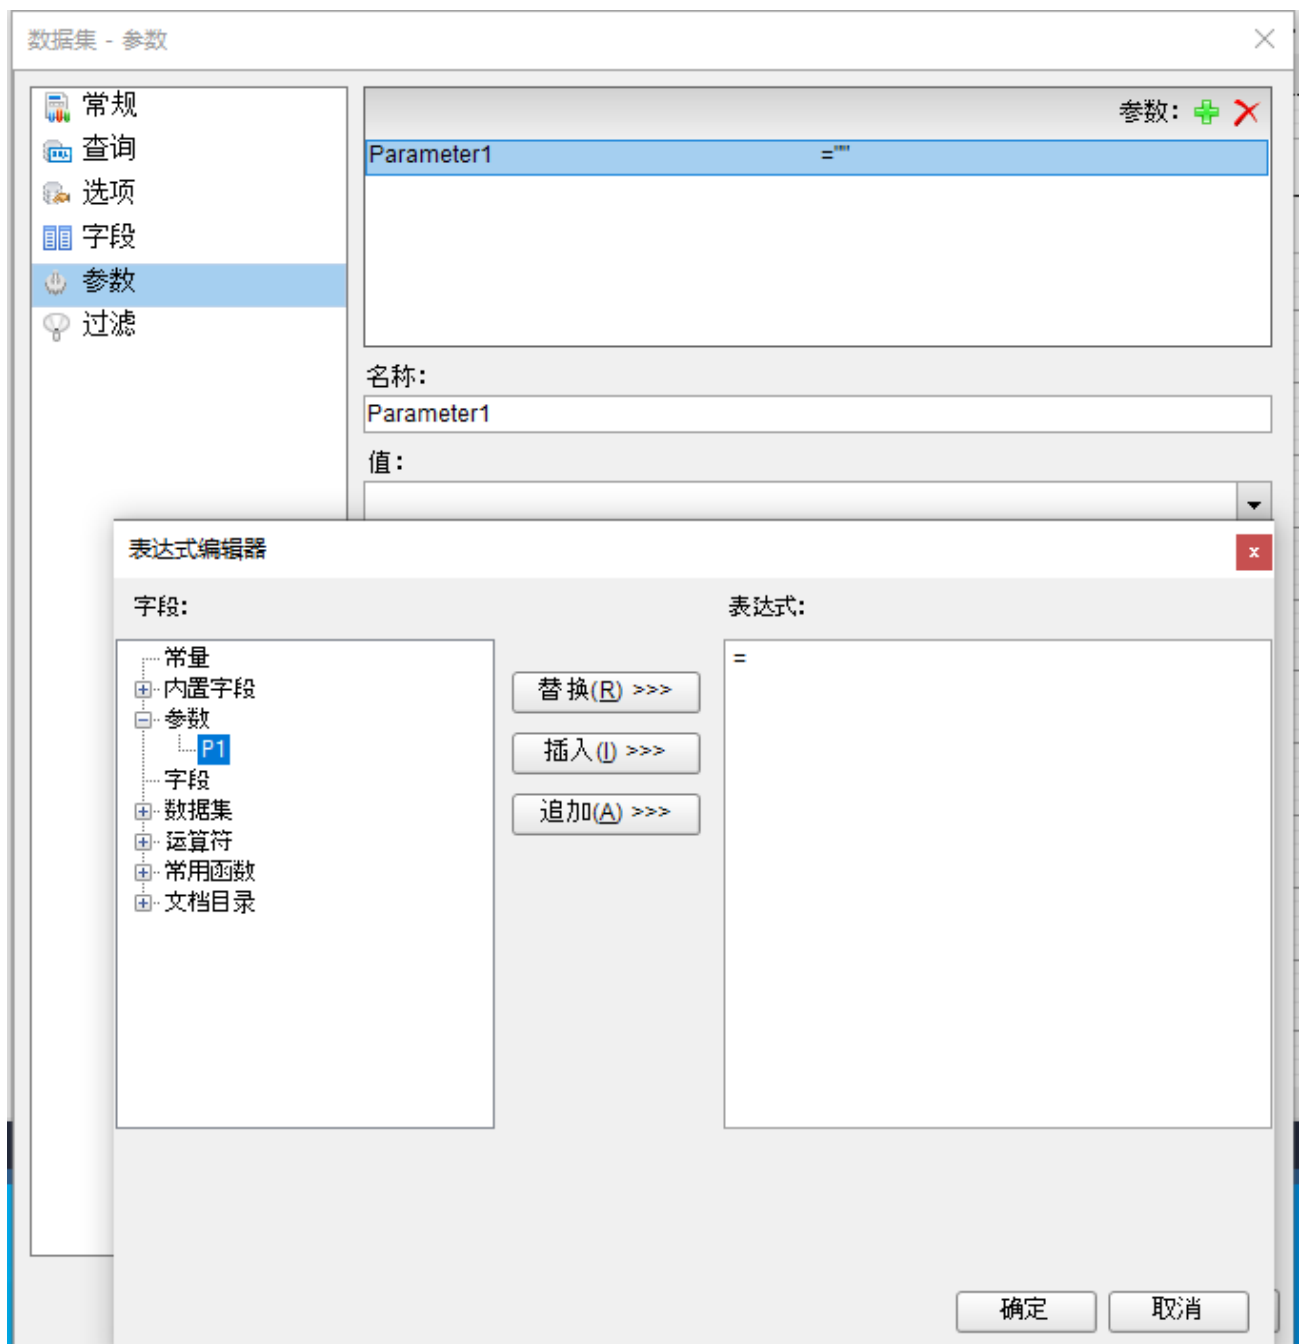 数据集 - 参数
常规
查询
选项
字段
参数
过滤
参数：
Parameter1 =""
名称：
Parameter1
值：
表达式编辑器
字段：
常量
内置字段
参数
P1
字段
数据集
运算符
常用函数
文档目录
替换(R) >>>
插入(I) >>>
追加(A) >>>
表达式：
=
确定
取消